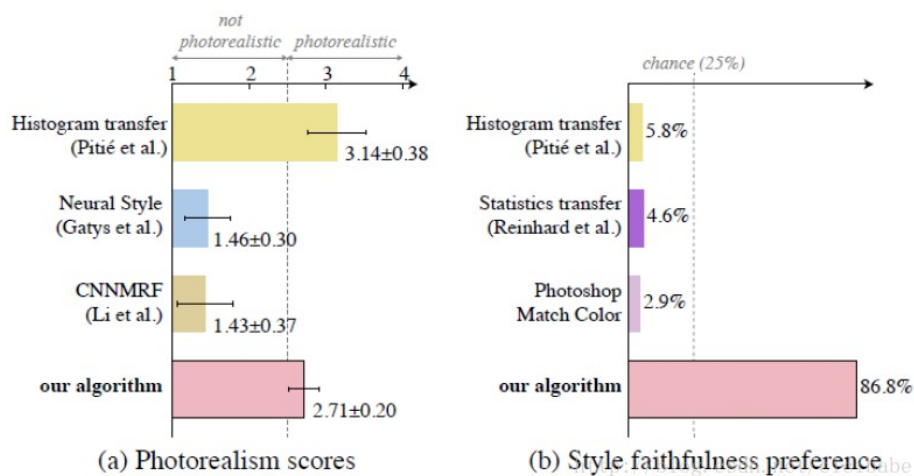 not
photorealistic
photorealistic
1 2 3 4
Histogram transfer
(Pitié et al.)
3.14±0.38
Neural Style
(Gatys et al.)
1.46±0.30
CNNMRF
(Li et al.)
1.43±0.37
our algorithm
2.71±0.20
(a) Photorealism scores
chance (25%)
Histogram transfer
(Pitié et al.)
5.8%
Statistics transfer
(Reinhard et al.)
4.6%
Photoshop
Match Color
2.9%
our algorithm
86.8%
(b) Style faithfulness preference